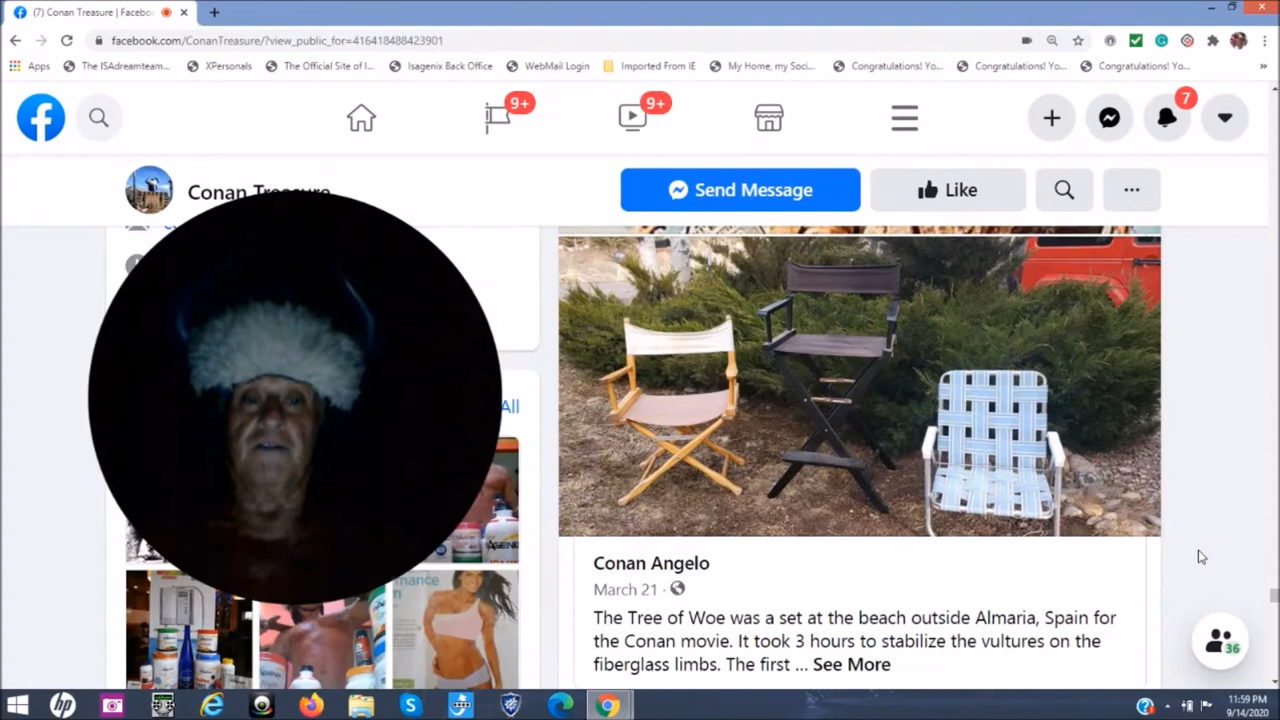 (7) Conan Treasure | Facebo
facebook.com/ConanTreasure/?view_public_for=416418488423901
Apps The ISAdreamteam... XPersonals The Official Site of I... Isagenix Back Office WebMail Login Imported From IE My Home, my Soci... Congratulations! Yo... Congratulations! Yo... Congratulations! Yo... »
9+ 9+ 7
Conan Treasure Send Message Like
All
Conan Angelo
March 21 ·
The Tree of Woe was a set at the beach outside Almaria, Spain for
the Conan movie. It took 3 hours to stabilize the vultures on the
fiberglass limbs. The first ... See More
36
11:59 PM
9/14/2020